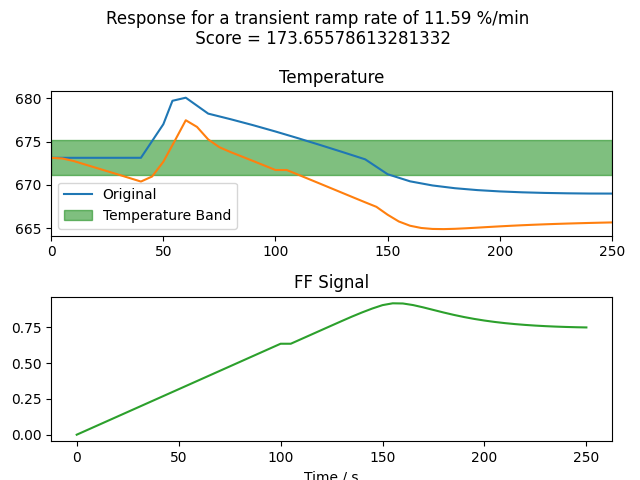 Response for a transient ramp rate of 11.59 %/min
Score = 173.65578613281332
Temperature
680
675
670
665
Original
Temperature Band
0 50 100 150 200 250
FF Signal
0.75
0.50
0.25
0.00
0 50 100 150 200 250
Time / s